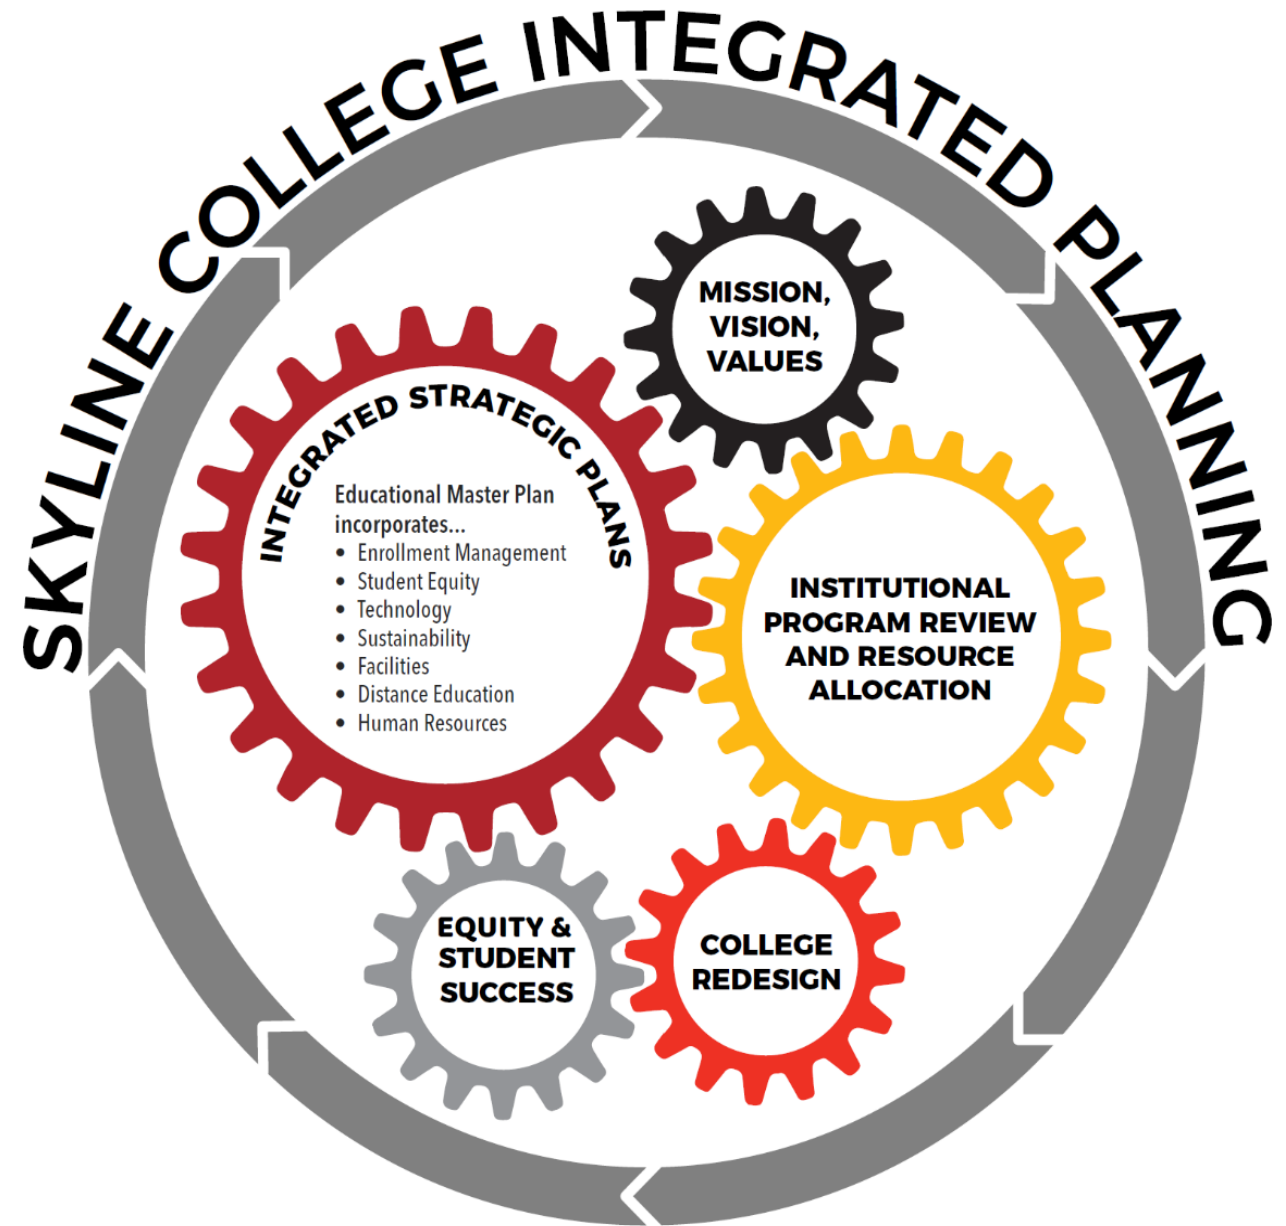 SKYLINE COLLEGE INTEGRATED PLANNING
MISSION,
VISION,
VALUES
INTEGRATED STRATEGIC PLANS
Educational Master Plan
incorporates...
• Enrollment Management
• Student Equity
• Technology
• Sustainability
• Facilities
• Distance Education
• Human Resources
INSTITUTIONAL
PROGRAM REVIEW
AND RESOURCE
ALLOCATION
EQUITY &
STUDENT
SUCCESS
COLLEGE
REDESIGN